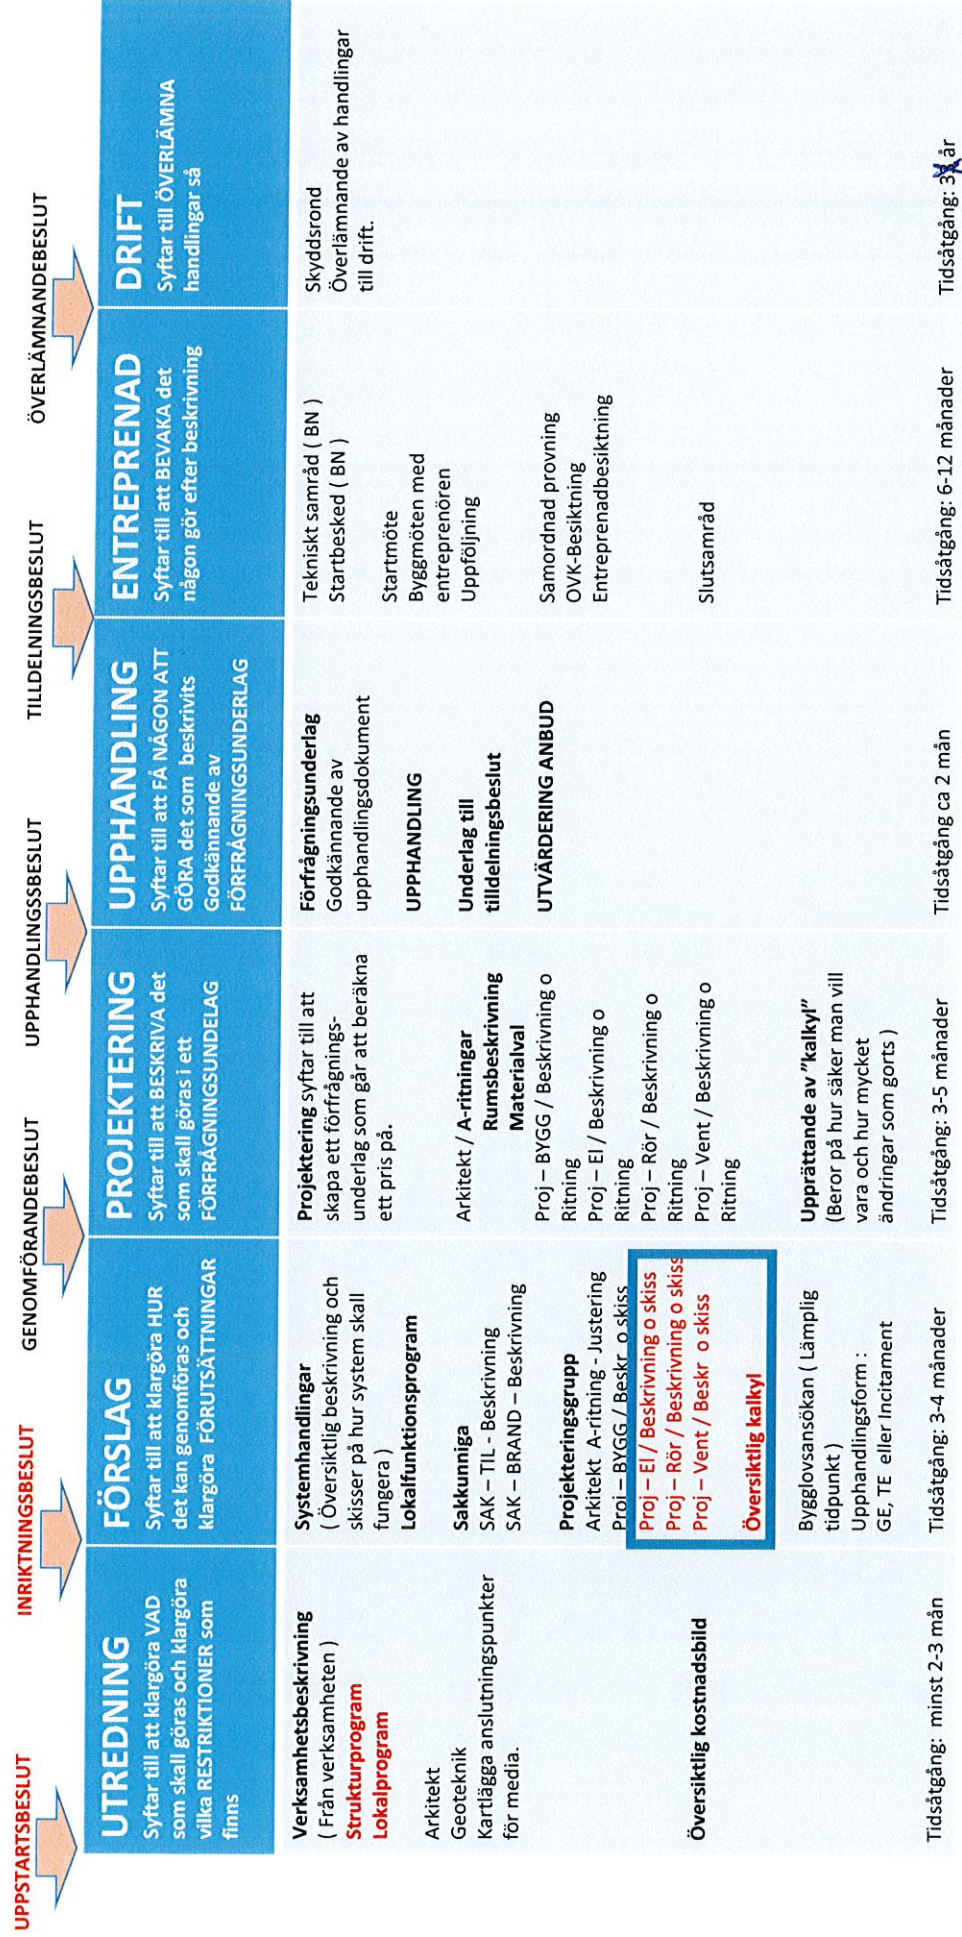 UPPSTARTSBESLUT
INRIKTNINGSBESLUT
GENOMFÖRANDEBESLUT
UPPHANDLINGSSBESLUT
TILLDELNINGSBESLUT
ÖVERLÄMNANDEBESLUT
UTREDNING
Syftar till att klargöra VAD
som skall göras och klargöra
vilka RESTRIKTIONER som
finns
Verksamhetsbeskrivning
( Från verksamheten )
Strukturprogram
Lokalprogram
Arkitekt
Geoteknik
Kartlägga anslutningspunkter
för media.
Översiktlig kostnadsbild
Tidsåtgång: minst 2-3 mån
FÖRSLAG
Syftar till att klargöra HUR
det kan genomföras och
klargöra FÖRUTSÄTTNINGAR
Systemhandlingar
( Översiktlig beskrivning och
skisser på hur system skall
fungera )
Lokalfunktionsprogram
Sakkunniga
SAK – TIL - Beskrivning
SAK – BRAND – Beskrivning
Projekteringsgrupp
Arkitekt A-ritning - Justering
Proj – BYGG / Beskr o skiss
Proj – El / Beskrivning o skiss
Proj – Rör / Beskrivning o skiss
Proj – Vent / Beskr o skiss
Översiktlig kalkyl
Bygglovsansökan ( Lämplig
tidpunkt )
Upphandlingsform :
GE, TE eller Incitament
Tidsåtgång: 3-4 månader
PROJEKTERING
Syftar till att BESKRIVA det
som skall göras i ett
FÖRFRÅGNINGSUNDELAG
Projektering syftar till att
skapa ett förfrågnings-
underlag som går att beräkna
ett pris på.
Arkitekt / A-ritningar
Rumsbeskrivning
Materialval
Proj – BYGG / Beskrivning o
Ritning
Proj – El / Beskrivning o
Ritning
Proj – Rör / Beskrivning o
Ritning
Proj – Vent / Beskrivning o
Ritning
Upprättande av ”kalkyl”
(Beror på hur säker man vill
vara och hur mycket
ändringar som gorts )
Tidsåtgång: 3-5 månader
UPPHANDLING
Syftar till att FÅ NÅGON ATT
GÖRA det som beskrivits
Godkännande av
FÖRFRÅGNINGSUNDERLAG
Förfrågningsunderlag
Godkännande av
upphandlingsdokument
UPPHANDLING
Underlag till
tilldelningsbeslut
UTVÄRDERING ANBUD
Tidsåtgång ca 2 mån
ENTREPRENAD
Syftar till att BEVAKA det
någon gör efter beskrivning
Tekniskt samråd ( BN )
Startbesked ( BN )
Startmöte
Byggmöten med
entreprenören
Uppföljning
Samordnad provning
OVK-Besiktning
Entreprenadbesiktning
Slutsamråd
Tidsåtgång: 6-12 månader
DRIFT
Syftar till ÖVERLÄMNA
handlingar så
Skyddsrond
Överlämnande av handlingar
till drift.
Tidsåtgång: 33 år